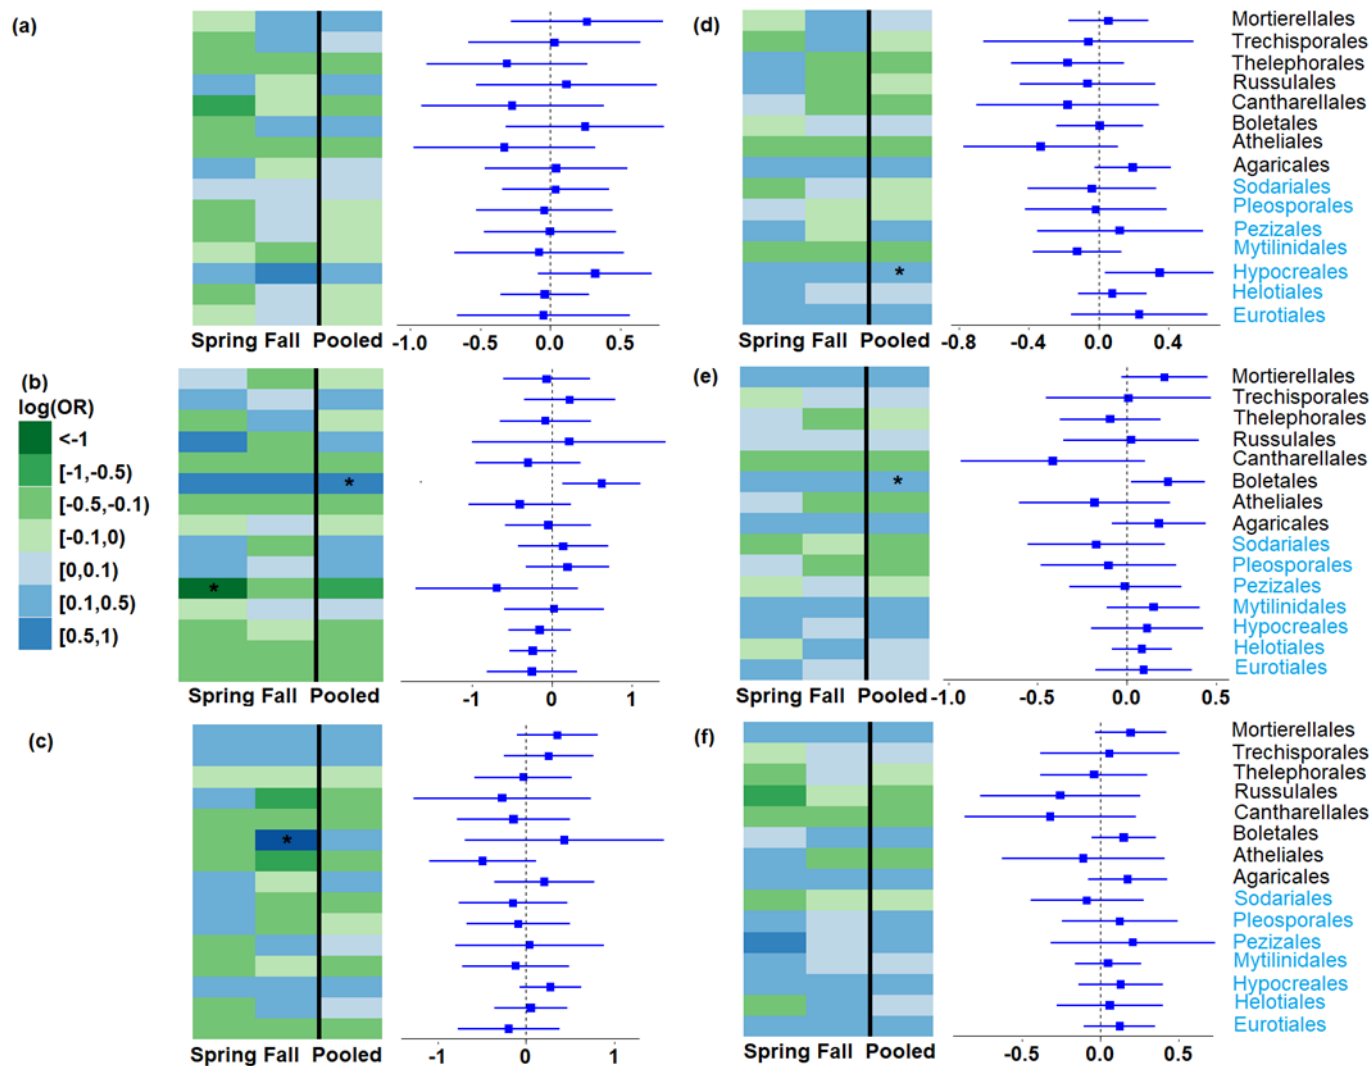 (a)
Spring Fall Pooled
-1.0 -0.5 0.0 0.5
(d)
Spring Fall Pooled
-0.8 -0.4 0.0 0.4
Mortierellales
Trechisporales
Thelephorales
Russulales
Cantharellales
Boletales
Atheliales
Agaricales
Sodariales
Pleosporales
Pezizales
Mytilinidales
Hypocreales
Helotiales
Eurotiales
*
(b)
log(OR)
<-1
[-1,-0.5)
[-0.5,-0.1)
[-0.1,0)
[0,0.1)
[0.1,0.5)
[0.5,1)
*
*
Spring Fall Pooled
-1 0 1
(e)
*
Spring Fall Pooled
-1.0 -0.5 0.0 0.5
Mortierellales
Trechisporales
Thelephorales
Russulales
Cantharellales
Boletales
Atheliales
Agaricales
Sodariales
Pleosporales
Pezizales
Mytilinidales
Hypocreales
Helotiales
Eurotiales
(c)
*
Spring Fall Pooled
-1 0 1
(f)
Spring Fall Pooled
-0.5 0.0 0.5
Mortierellales
Trechisporales
Thelephorales
Russulales
Cantharellales
Boletales
Atheliales
Agaricales
Sodariales
Pleosporales
Pezizales
Mytilinidales
Hypocreales
Helotiales
Eurotiales